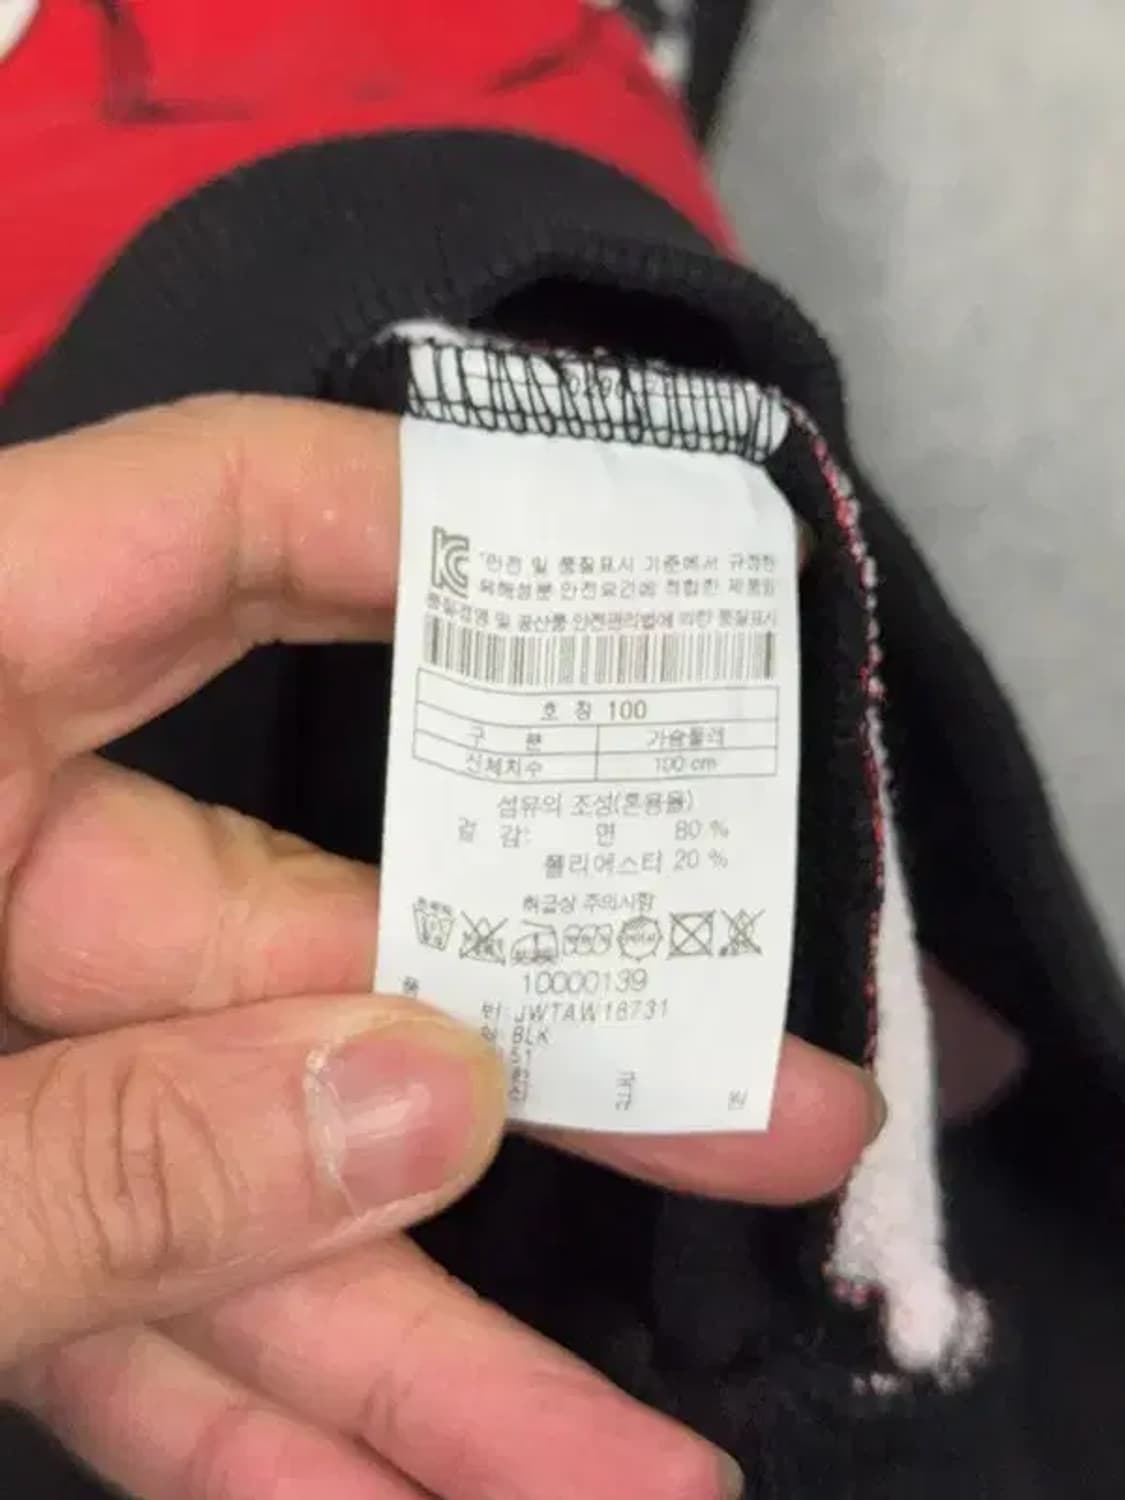 "안전 및 품질표시 기준에서 규정한
유해성분 안전요건에 적합한 제품임"
품질경영 및 공산품 안전관리법에 의한 품질표시
호 칭 100
구 분 가슴둘레
신체치수 100 cm
섬유의 조성(혼용율)
겉 감: 면 80 %
폴리에스터 20 %
취급상 주의사항
10000139
품 번: JWTAW18731
BLK